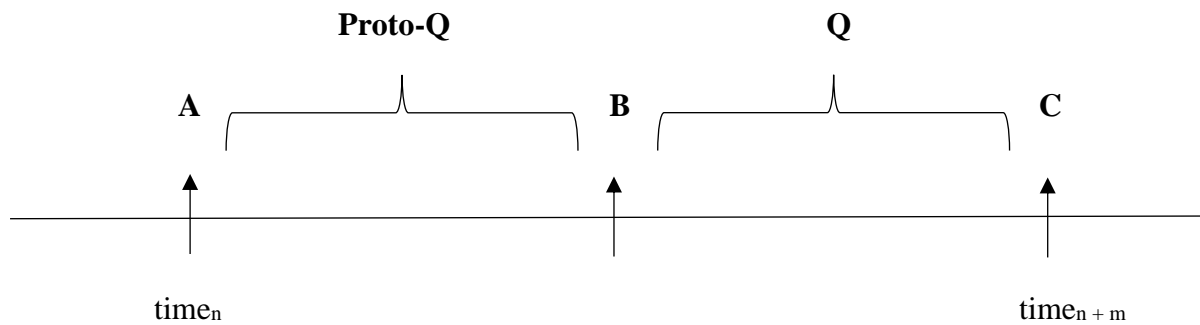 Proto-Q Q
A B C
timeₙ timeₙ ₊ ₘ